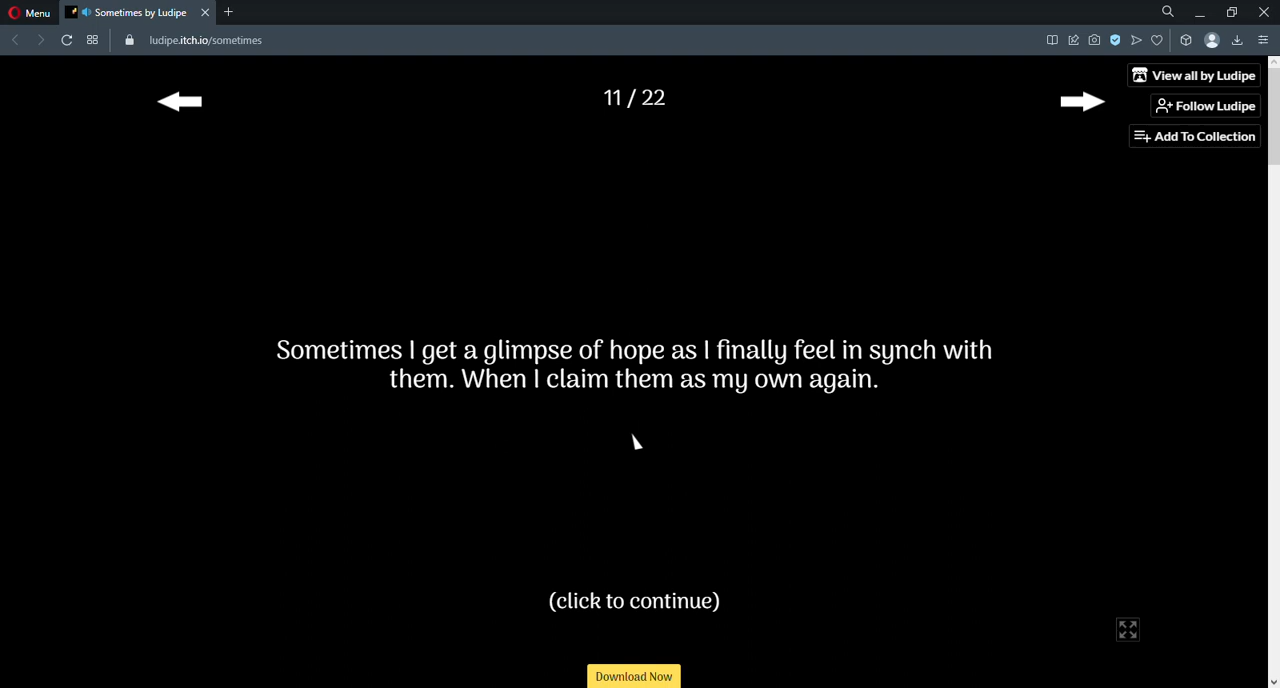 Menu
Sometimes by Ludipe
ludipe.itch.io/sometimes
View all by Ludipe
11 / 22
Follow Ludipe
Add To Collection
Sometimes I get a glimpse of hope as I finally feel in synch with
them. When I claim them as my own again.
(click to continue)
Download Now